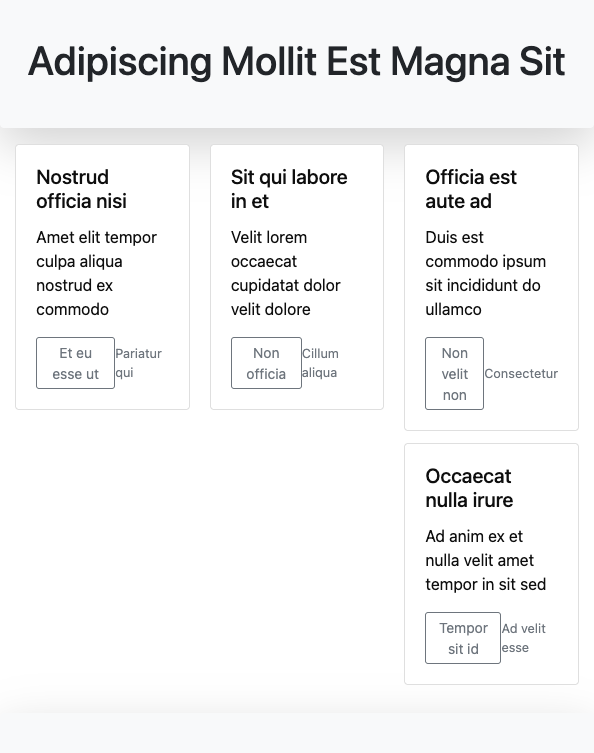 Adipiscing Mollit Est Magna Sit
Nostrud
officia nisi
Amet elit tempor
culpa aliqua
nostrud ex
commodo
Et eu
esse ut
Pariatur
qui
Sit qui labore
in et
Velit lorem
occaecat
cupidatat dolor
velit dolore
Non
officia
Cillum
aliqua
Officia est
aute ad
Duis est
commodo ipsum
sit incididunt do
ullamco
Non
velit
non
Consectetur
Occaecat
nulla irure
Ad anim ex et
nulla velit amet
tempor in sit sed
Tempor
sit id
Ad velit
esse